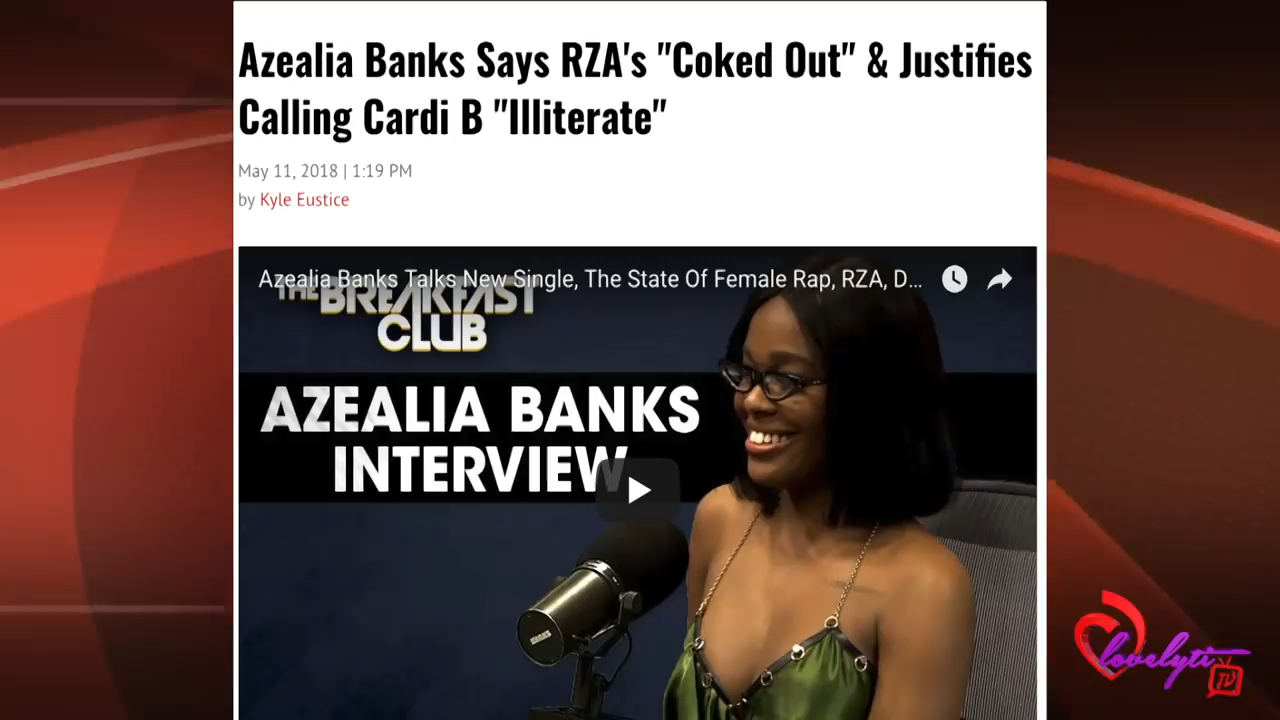 Azealia Banks Says RZA's "Coked Out" & Justifies
Calling Cardi B "Illiterate"
May 11, 2018 | 1:19 PM
by Kyle Eustice
Azealia Banks Talks New Single, The State Of Female Rap, RZA, D...
THE BREAKFAST
CLUB
AZEALIA BANKS
INTERVIEW
lovelyti
TV